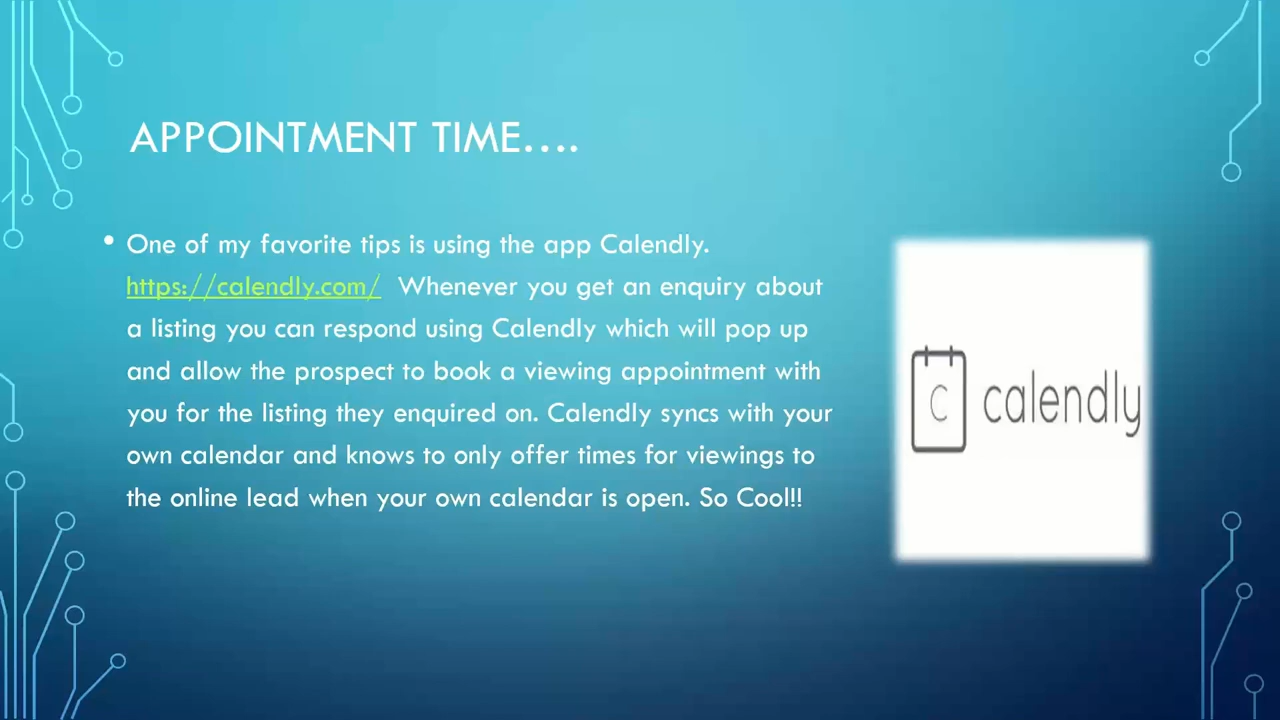 APPOINTMENT TIME....
• One of my favorite tips is using the app Calendly.
https://calendly.com/ Whenever you get an enquiry about
a listing you can respond using Calendly which will pop up
and allow the prospect to book a viewing appointment with
you for the listing they enquired on. Calendly syncs with your
own calendar and knows to only offer times for viewings to
the online lead when your own calendar is open. So Cool!!
C calendly